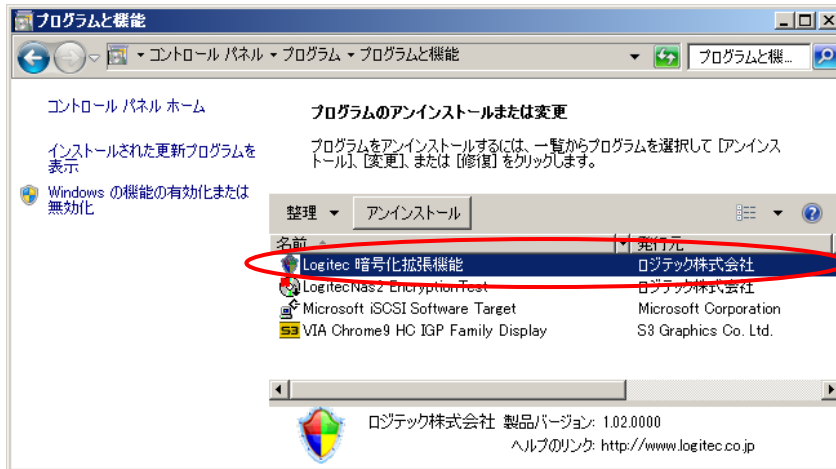 プログラムと機能
コントロール パネル ▾ プログラム ▾ プログラムと機能
プログラムと機...
コントロール パネル ホーム
インストールされた更新プログラムを
表示
Windows の機能の有効化または
無効化
プログラムのアンインストールまたは変更
プログラムをアンインストールするには、一覧からプログラムを選択して [アンインス
トール]、[変更]、または [修復] をクリックします。
整理 ▼ アンインストール
名前 発行元
Logitec 暗号化拡張機能 ロジテック株式会社
LogitecNas2 EncryptionTest ロジテック株式会社
Microsoft iSCSI Software Target Microsoft Corporation
S3 VIA Chrome9 HC IGP Family Display S3 Graphics Co. Ltd.
ロジテック株式会社 製品バージョン: 1.02.0000
ヘルプのリンク: http://www.logitec.co.jp